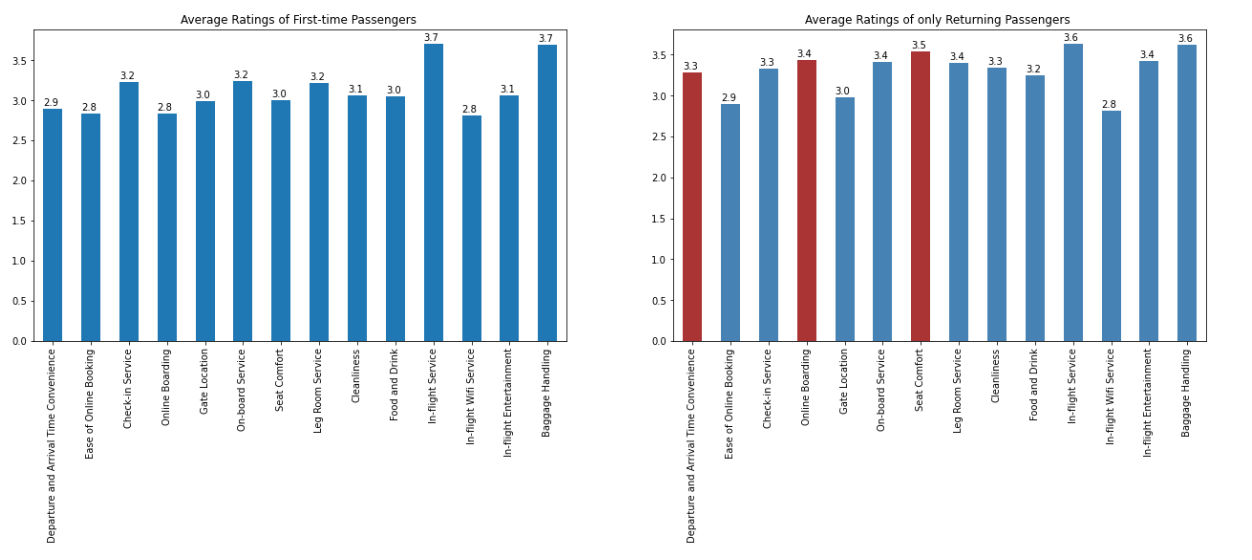 Average Ratings of First-time Passengers
3.5
3.0
2.5
2.0
1.5
1.0
0.5
0.0
2.9
2.8
3.2
2.8
3.0
3.2
3.0
3.2
3.1
3.0
3.7
2.8
3.1
3.7
Departure and Arrival Time Convenience
Ease of Online Booking
Check-in Service
Online Boarding
Gate Location
On-board Service
Seat Comfort
Leg Room Service
Cleanliness
Food and Drink
In-flight Service
In-flight Wifi Service
In-flight Entertainment
Baggage Handling
Average Ratings of only Returning Passengers
3.5
3.0
2.5
2.0
1.5
1.0
0.5
0.0
3.3
2.9
3.3
3.4
3.0
3.4
3.5
3.4
3.3
3.2
3.6
2.8
3.4
3.6
Departure and Arrival Time Convenience
Ease of Online Booking
Check-in Service
Online Boarding
Gate Location
On-board Service
Seat Comfort
Leg Room Service
Cleanliness
Food and Drink
In-flight Service
In-flight Wifi Service
In-flight Entertainment
Baggage Handling